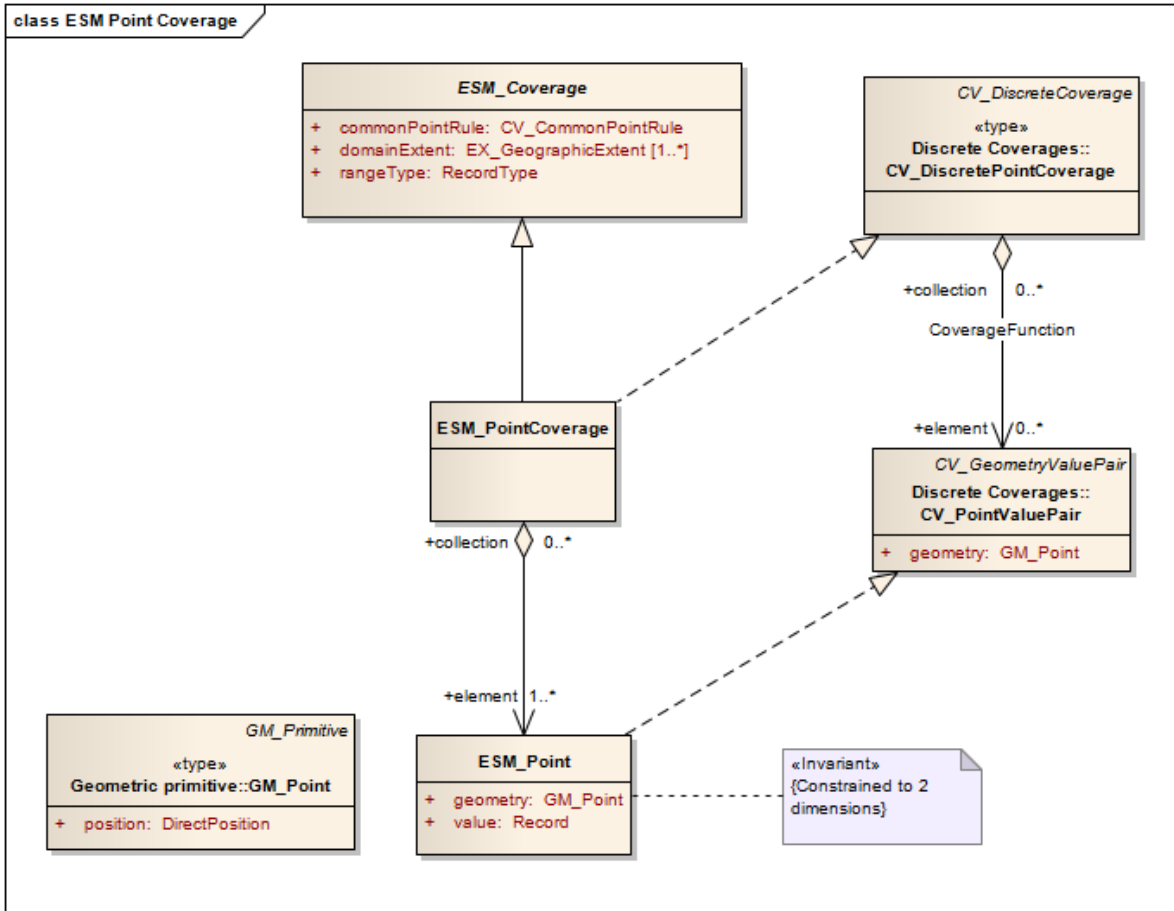 class ESM Point Coverage
ESM_Coverage
+ commonPointRule: CV_CommonPointRule
+ domainExtent: EX_GeographicExtent [1..*]
+ rangeType: RecordType
CV_DiscreteCoverage
«type»
Discrete Coverages::
CV_DiscretePointCoverage
+collection 0..*
CoverageFunction
+element 0..*
ESM_PointCoverage
+collection 0..*
CV_GeometryValuePair
Discrete Coverages::
CV_PointValuePair
+ geometry: GM_Point
+element 1..*
GM_Primitive
«type»
Geometric primitive::GM_Point
+ position: DirectPosition
ESM_Point
+ geometry: GM_Point
+ value: Record
«Invariant»
{Constrained to 2
dimensions}